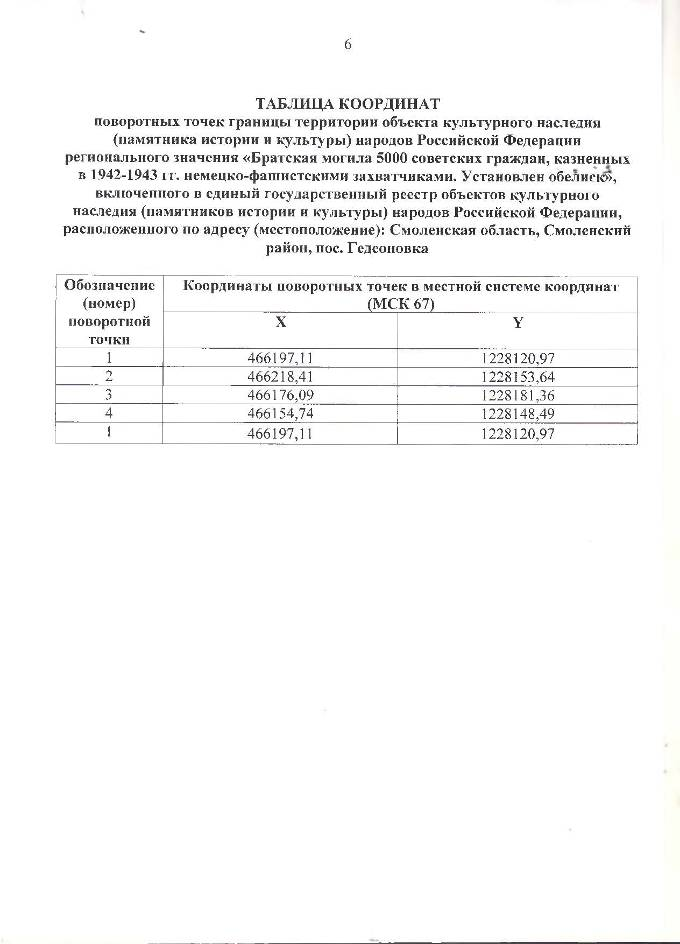 6
ТАБЛИЦА КООРДИНАТ
поворотных точек границы территории объекта культурного наследия
(памятника истории и культуры) народов Российской Федерации
регионального значения «Братская могила 5000 советских граждан, казненных
в 1942-1943 гг. немецко-фашистскими захватчиками. Установлен обелиск»,
включенного в единый государственный реестр объектов культурного
наследия (памятников истории и культуры) народов Российской Федерации,
расположенного по адресу (местоположение): Смоленская область, Смоленский
район, пос. Гедеоновка
Обозначение (номер) поворотной точки
Координаты поворотных точек в местной системе координат
(МСК 67)
X Y
1 466197,11 1228120,97
2 466218,41 1228153,64
3 466176,09 1228181,36
4 466154,74 1228148,49
1 466197,11 1228120,97